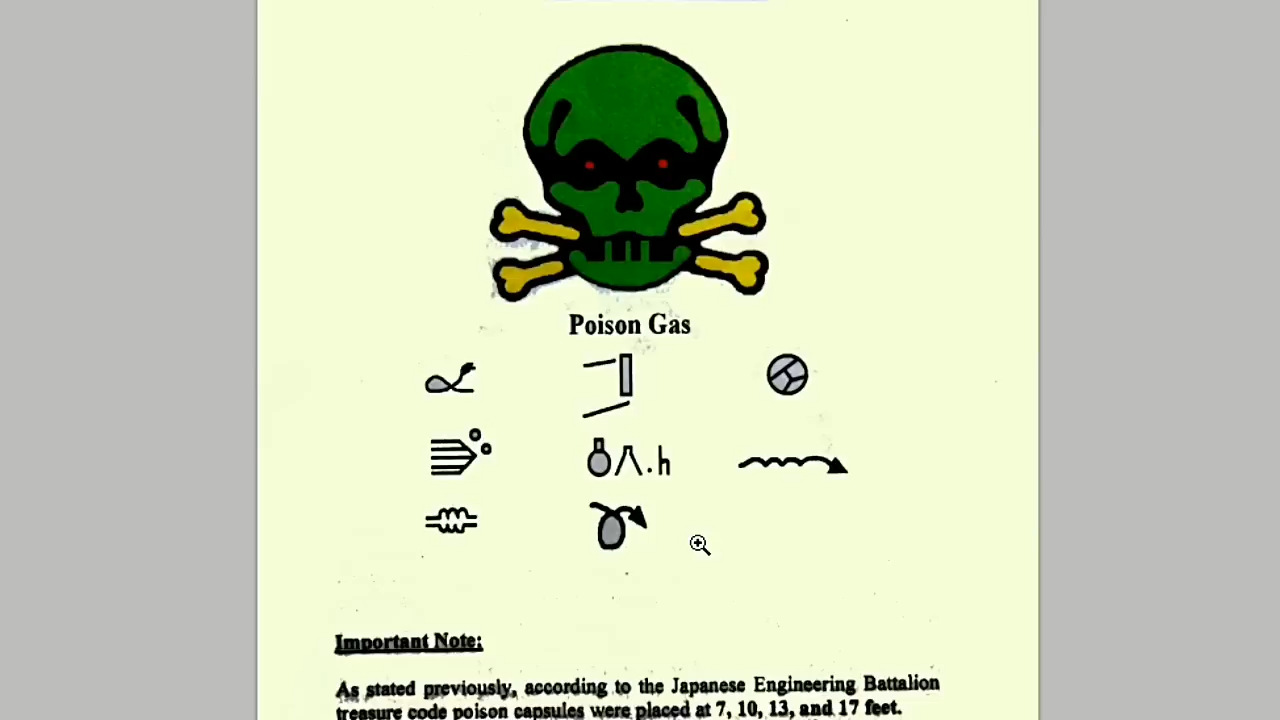 Poison Gas
.h
Important Note:
As stated previously, according to the Japanese Engineering Battalion
treasure code poison capsules were placed at 7, 10, 13, and 17 feet.